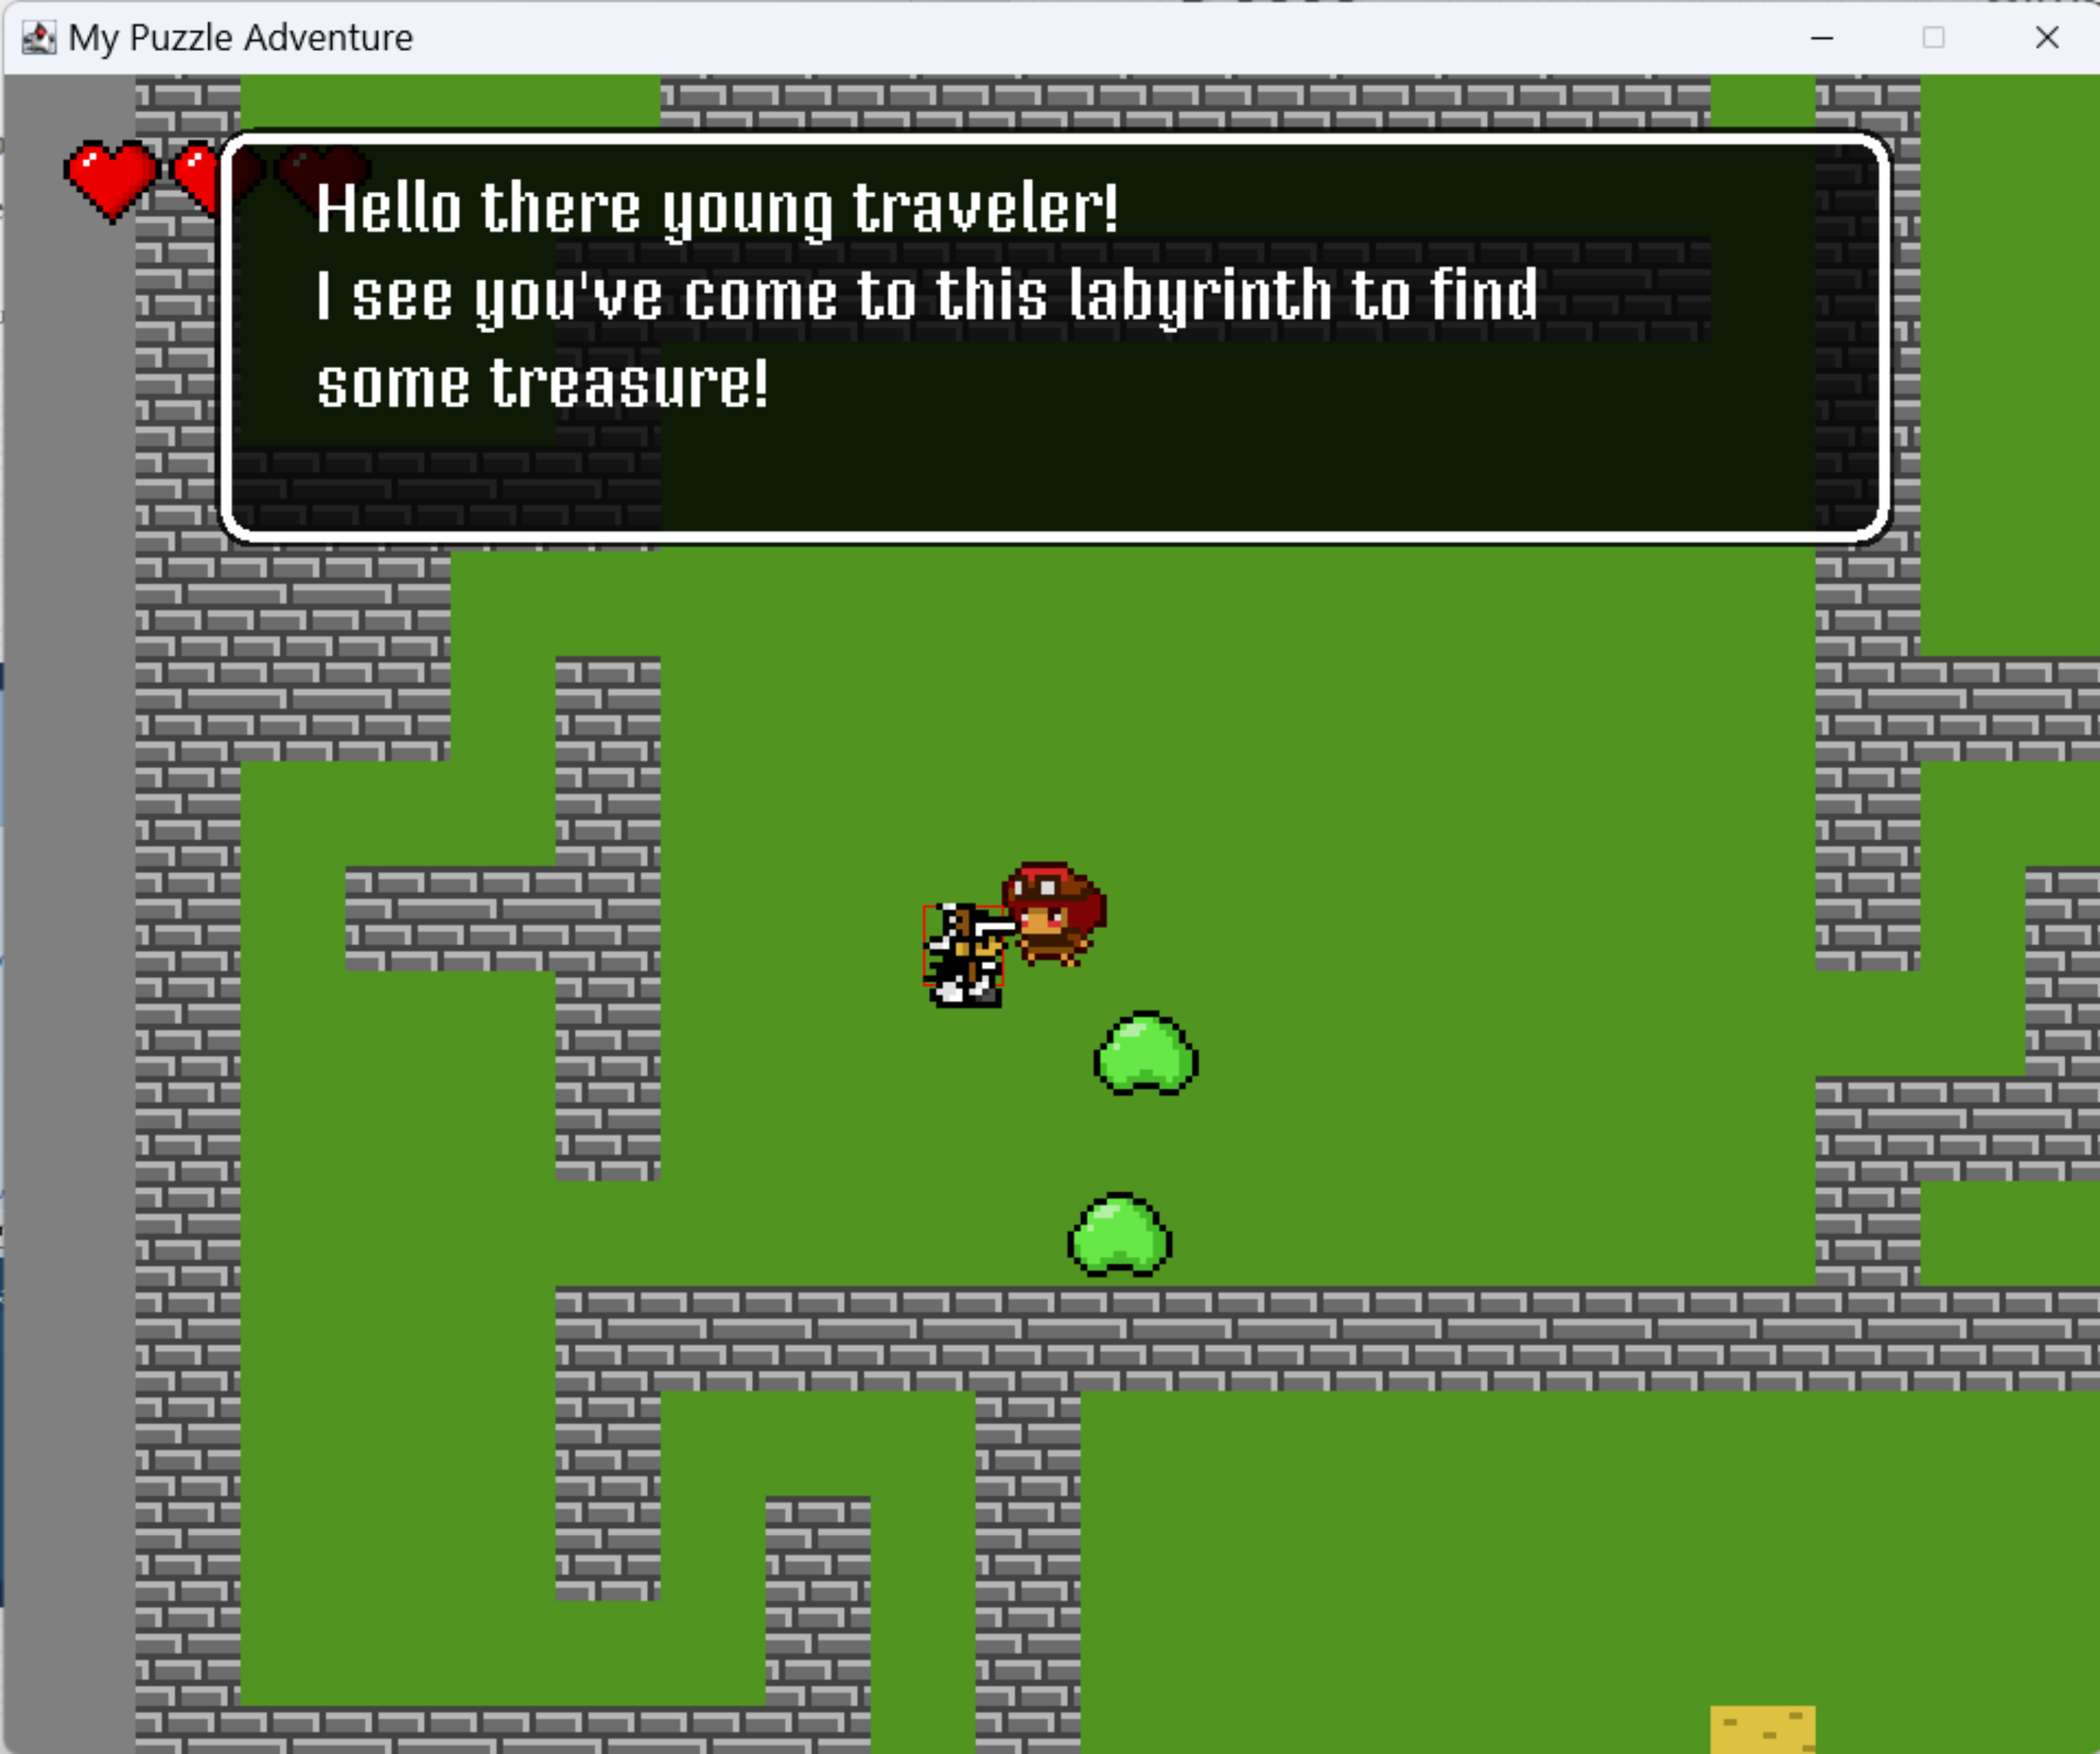 My Puzzle Adventure
Hello there young traveler!
I see you've come to this labyrinth to find
some treasure!